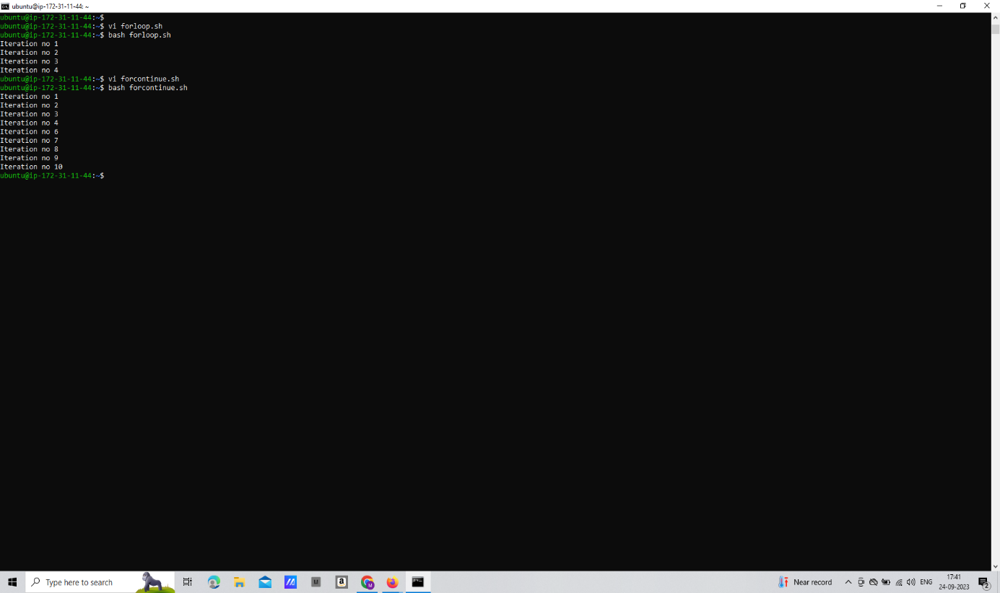 ubuntu@ip-172-31-11-44: ~
ubuntu@ip-172-31-11-44:~$
ubuntu@ip-172-31-11-44:~$ vi forloop.sh
ubuntu@ip-172-31-11-44:~$ bash forloop.sh
Iteration no 1
Iteration no 2
Iteration no 3
Iteration no 4
ubuntu@ip-172-31-11-44:~$ vi forcontinue.sh
ubuntu@ip-172-31-11-44:~$ bash forcontinue.sh
Iteration no 1
Iteration no 2
Iteration no 3
Iteration no 4
Iteration no 6
Iteration no 7
Iteration no 8
Iteration no 9
Iteration no 10
ubuntu@ip-172-31-11-44:~$
Type here to search
M
a
M
Near record
ENG
17:41
24-09-2023
2